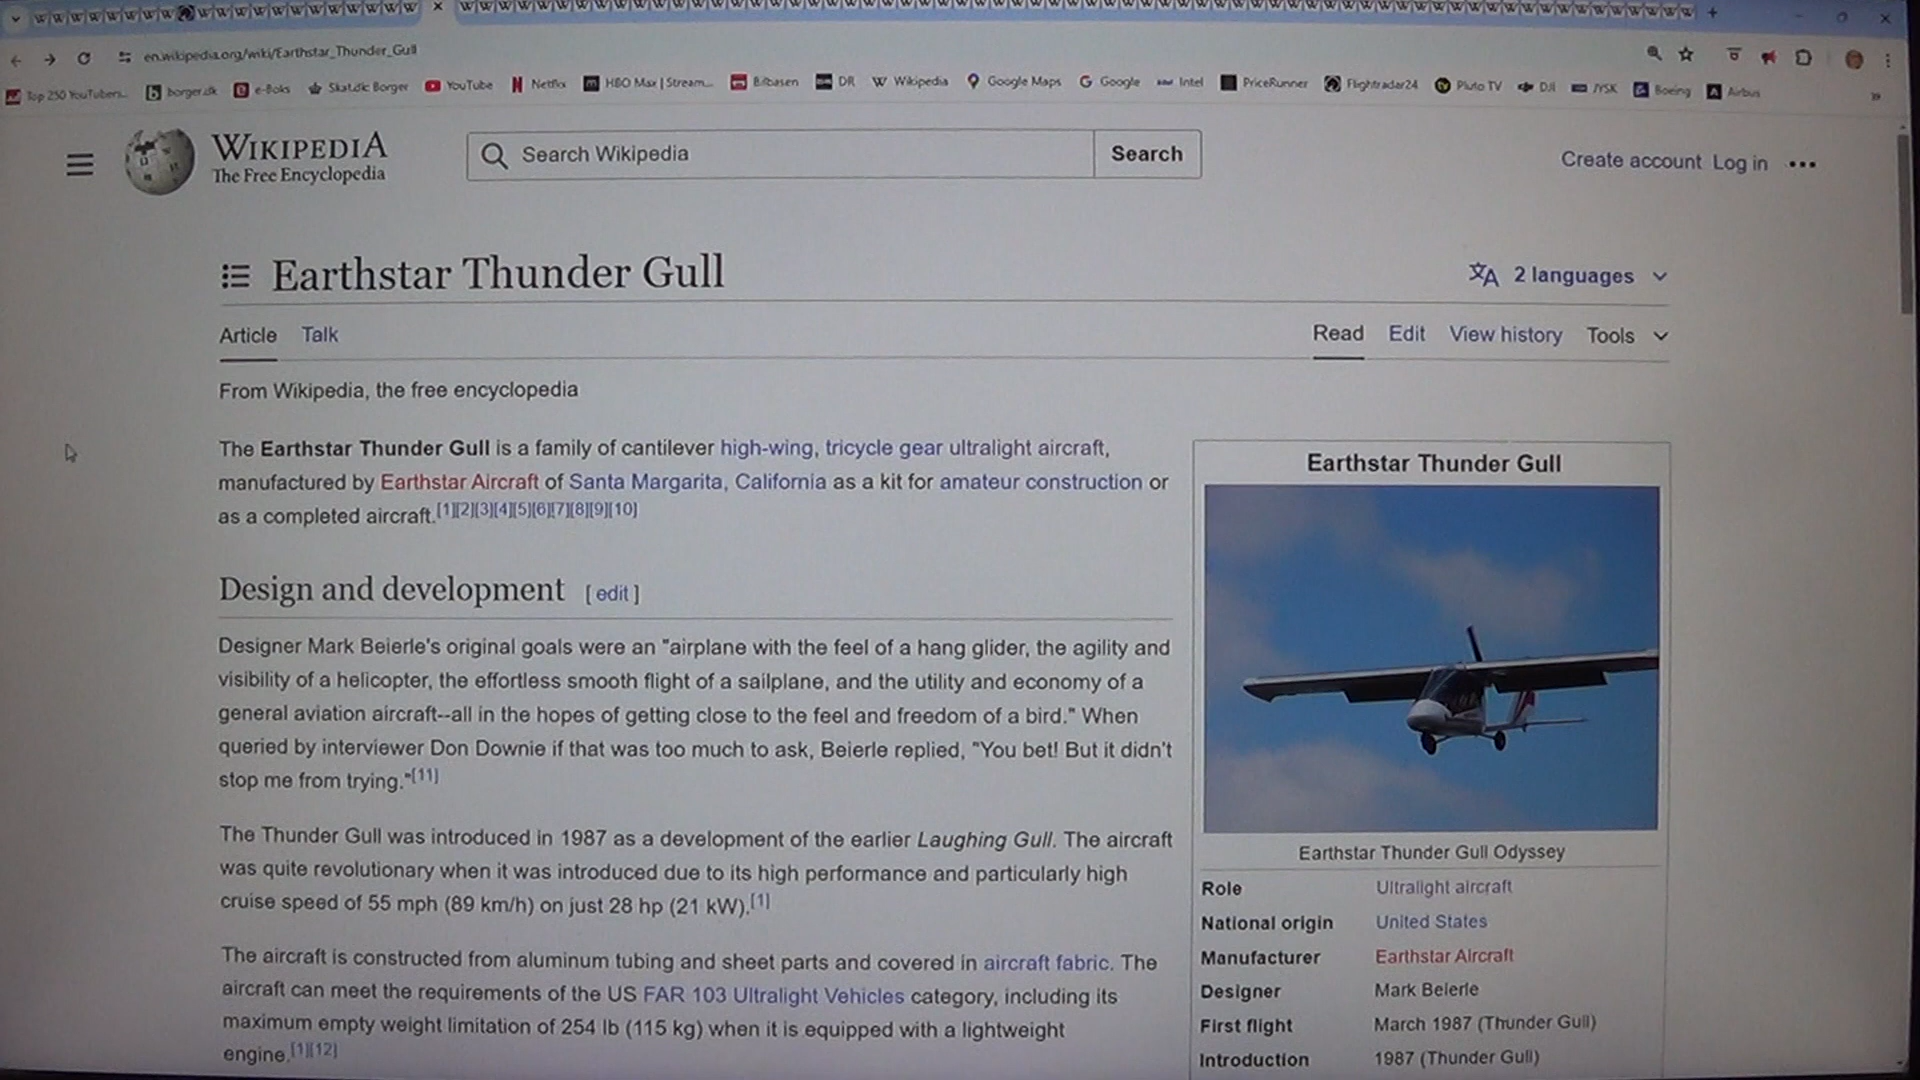 en.wikipedia.org/wiki/Earthstar_Thunder_Gull
Top 250 YouTubers... borger.dk e-Boks Skat.dk: Borger YouTube Netflix HBO Max | Stream... Bilbasen DR Wikipedia Google Maps Google Intel PriceRunner Flightradar24 Pluto TV DJI JYSK Boeing Airbus
WIKIPEDIA
The Free Encyclopedia
Search Wikipedia
Search
Create account Log in
Earthstar Thunder Gull
2 languages
Article Talk
Read Edit View history Tools
From Wikipedia, the free encyclopedia
The Earthstar Thunder Gull is a family of cantilever high-wing, tricycle gear ultralight aircraft,
manufactured by Earthstar Aircraft of Santa Margarita, California as a kit for amateur construction or
as a completed aircraft.[1][2][3][4][5][6][7][8][9][10]
Design and development [ edit ]
Designer Mark Beierle's original goals were an "airplane with the feel of a hang glider, the agility and
visibility of a helicopter, the effortless smooth flight of a sailplane, and the utility and economy of a
general aviation aircraft--all in the hopes of getting close to the feel and freedom of a bird." When
queried by interviewer Don Downie if that was too much to ask, Beierle replied, "You bet! But it didn't
stop me from trying."[11]
The Thunder Gull was introduced in 1987 as a development of the earlier Laughing Gull. The aircraft
was quite revolutionary when it was introduced due to its high performance and particularly high
cruise speed of 55 mph (89 km/h) on just 28 hp (21 kW).[1]
The aircraft is constructed from aluminum tubing and sheet parts and covered in aircraft fabric. The
aircraft can meet the requirements of the US FAR 103 Ultralight Vehicles category, including its
maximum empty weight limitation of 254 lb (115 kg) when it is equipped with a lightweight
engine.[1][12]
Earthstar Thunder Gull
Earthstar Thunder Gull Odyssey
Role Ultralight aircraft
National origin United States
Manufacturer Earthstar Aircraft
Designer Mark Beierle
First flight March 1987 (Thunder Gull)
Introduction 1987 (Thunder Gull)